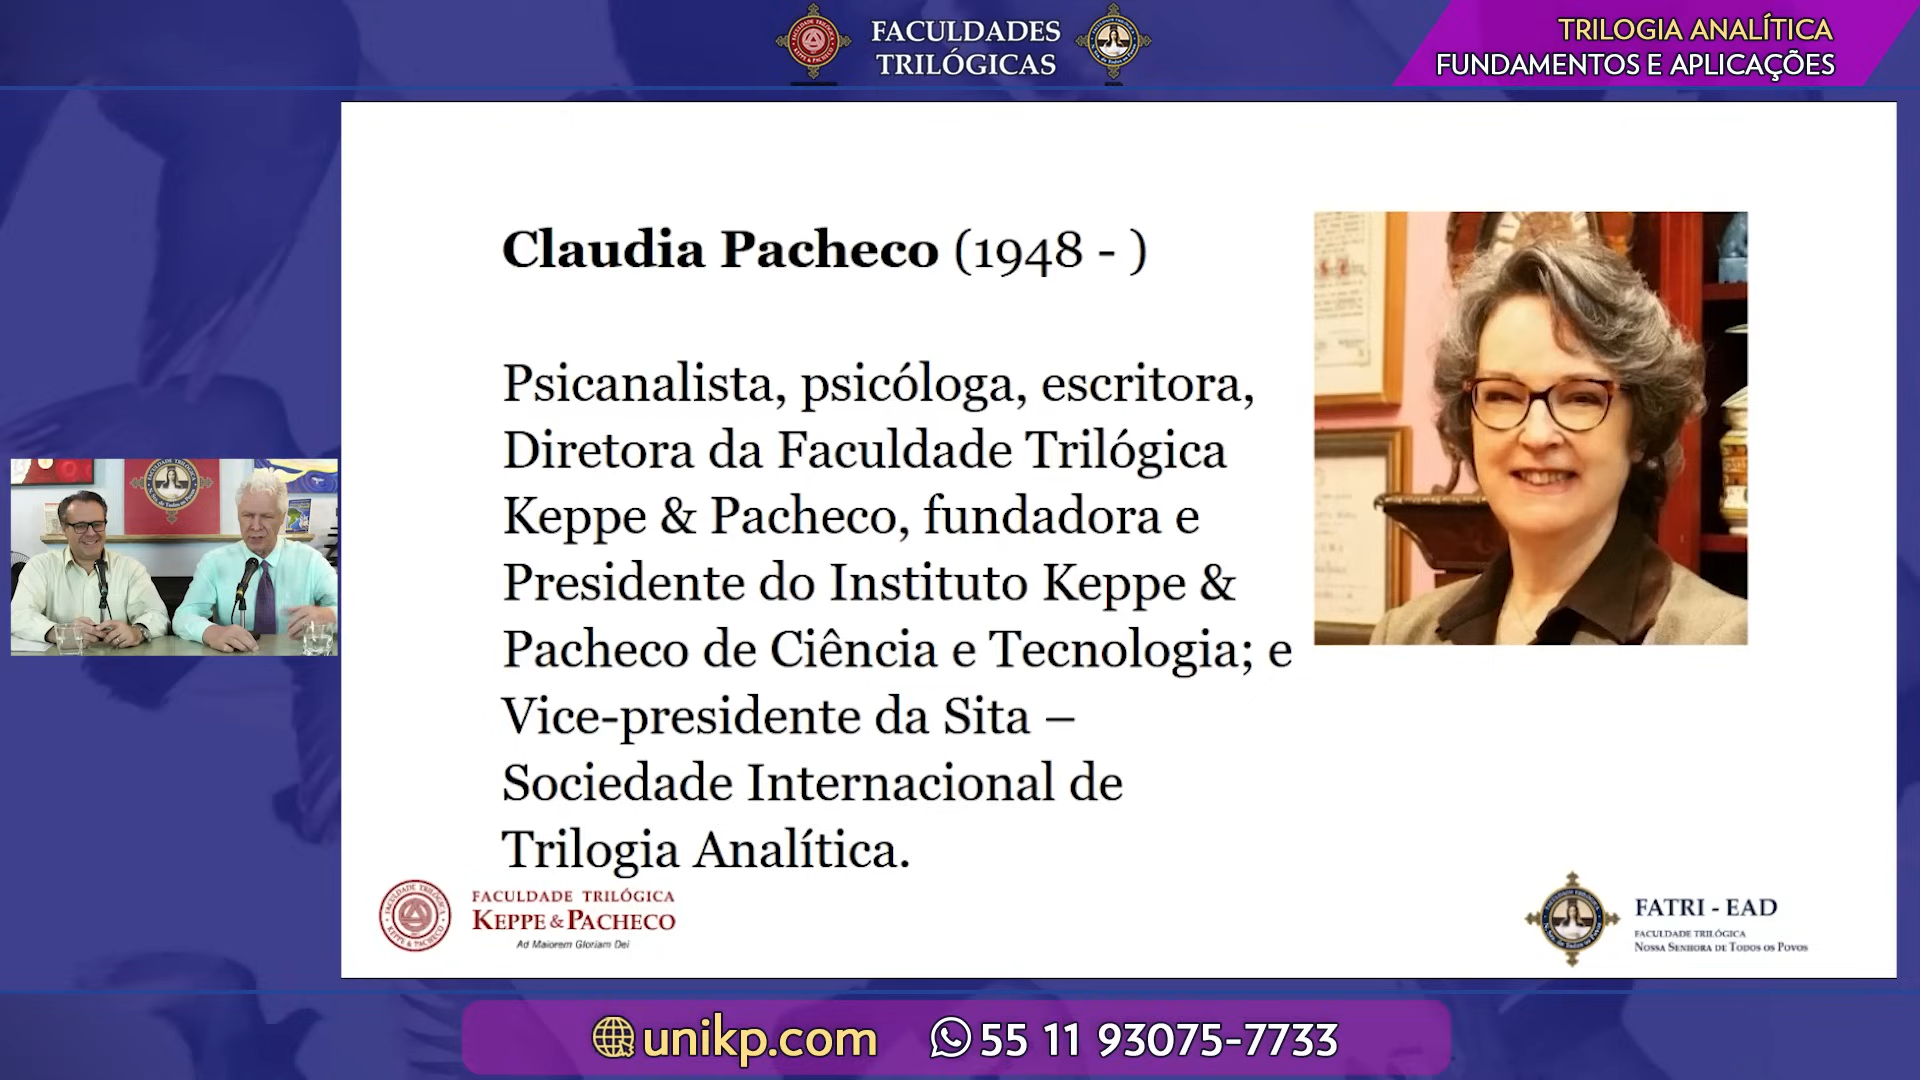 FACULDADES
TRILÓGICAS
TRILOGIA ANALÍTICA
FUNDAMENTOS E APLICAÇÕES
Claudia Pacheco (1948 - )
Psicanalista, psicóloga, escritora,
Diretora da Faculdade Trilógica
Keppe & Pacheco, fundadora e
Presidente do Instituto Keppe &
Pacheco de Ciência e Tecnologia; e
Vice-presidente da Sita –
Sociedade Internacional de
Trilogia Analítica.
FACULDADE TRILÓGICA
KEPPE & PACHECO
Ad Maiorem Gloriam Dei
FATRI - EAD
FACULDADE TRILÓGICA
NOSSA SENHORA DE TODOS OS POVOS
unikp.com
55 11 93075-7733